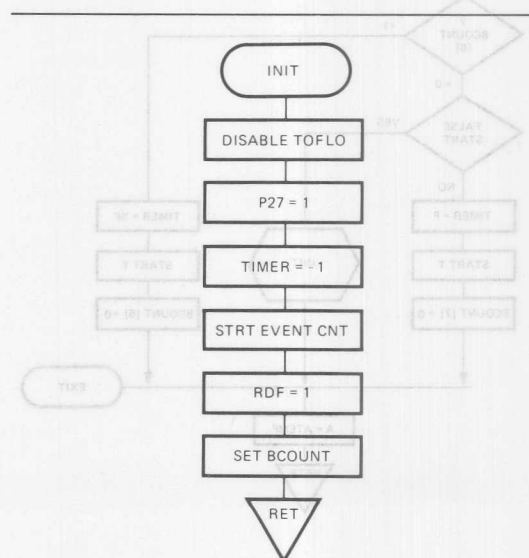 INIT
DISABLE TOFLO
P27 = 1
TIMER = -1
STRT EVENT CNT
RDF = 1
SET BCOUNT
RET